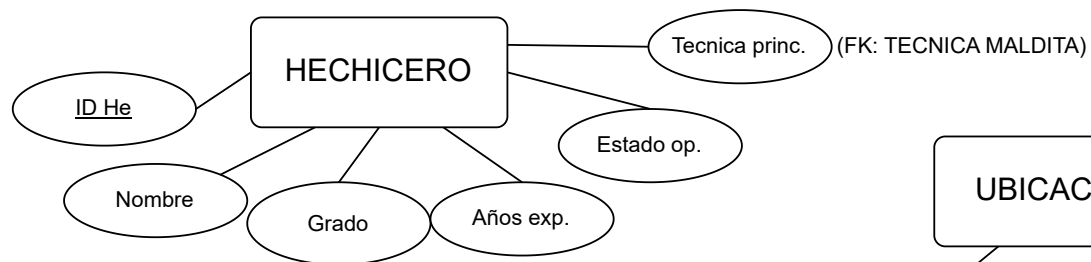 HECHICERO
Tecnica princ. (FK: TECNICA MALDITA)
ID He
Estado op.
Nombre
Grado
Años exp.
UBICAC